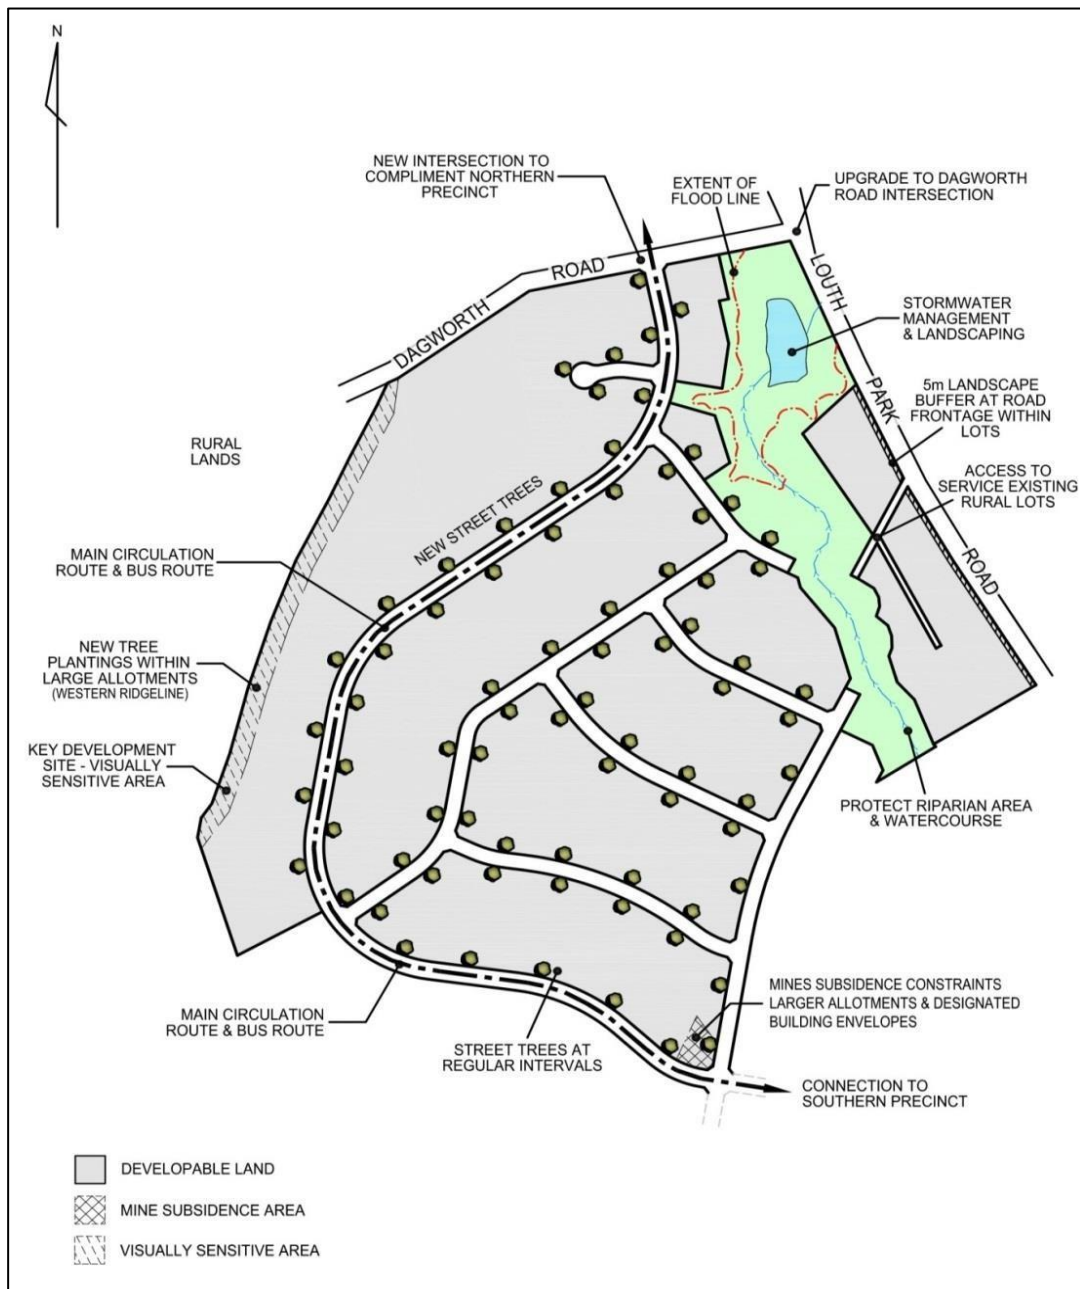 N
NEW INTERSECTION TO
COMPLIMENT NORTHERN
PRECINCT
EXTENT OF
FLOOD LINE
UPGRADE TO DAGWORTH
ROAD INTERSECTION
DAGWORTH ROAD
LOUTH PARK ROAD
STORMWATER
MANAGEMENT
& LANDSCAPING
5m LANDSCAPE
BUFFER AT ROAD
FRONTAGE WITHIN
LOTS
RURAL
LANDS
ACCESS TO
SERVICE EXISTING
RURAL LOTS
NEW STREET TREES
MAIN CIRCULATION
ROUTE & BUS ROUTE
NEW TREE
PLANTINGS WITHIN
LARGE ALLOTMENTS
(WESTERN RIDGELINE)
KEY DEVELOPMENT
SITE - VISUALLY
SENSITIVE AREA
PROTECT RIPARIAN AREA
& WATERCOURSE
MINES SUBSIDENCE CONSTRAINTS
LARGER ALLOTMENTS & DESIGNATED
BUILDING ENVELOPES
MAIN CIRCULATION
ROUTE & BUS ROUTE
STREET TREES AT
REGULAR INTERVALS
CONNECTION TO
SOUTHERN PRECINCT
DEVELOPABLE LAND
MINE SUBSIDENCE AREA
VISUALLY SENSITIVE AREA